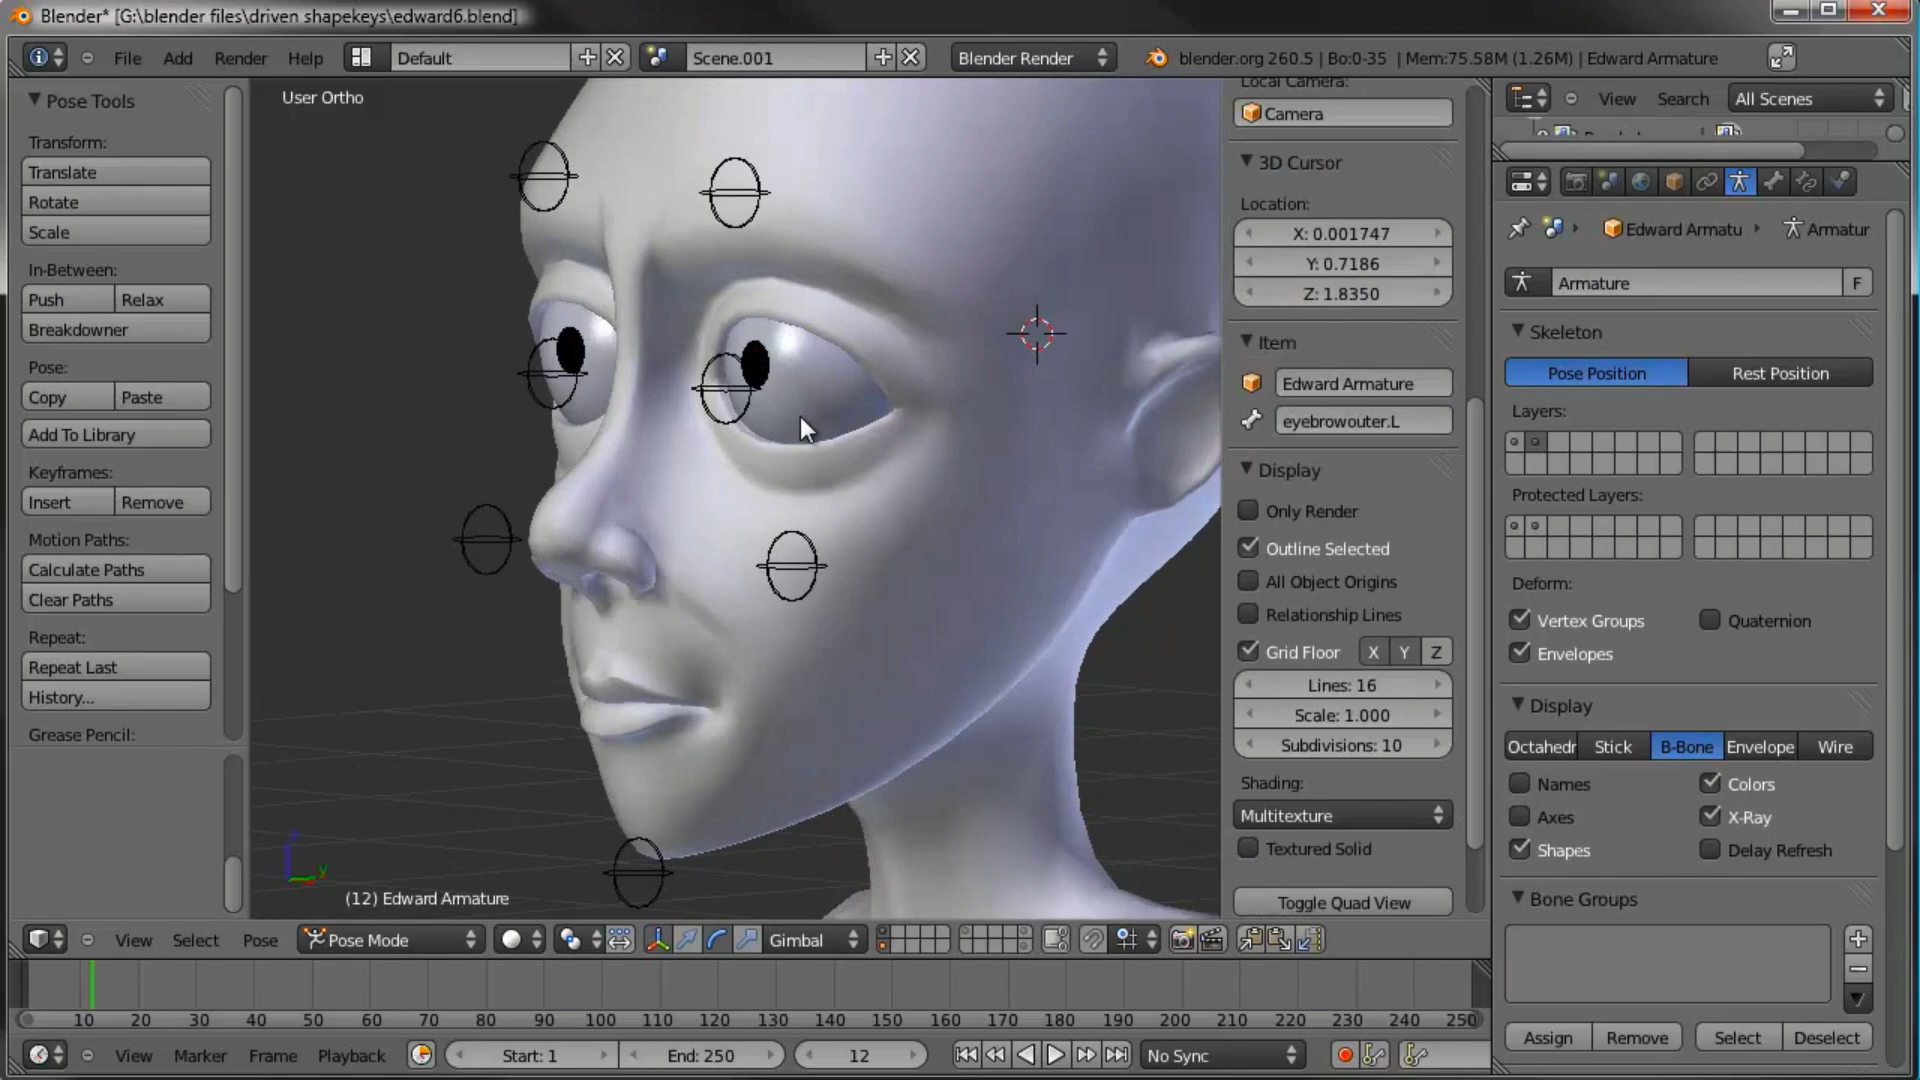 Blender* [G:\blender files\driven shapekeys\edward6.blend]
File Add Render Help Default Scene.001 Blender Render blender.org 260.5 | Bo:0-35 | Mem:75.58M (1.26M) | Edward Armature
Pose Tools
Transform:
Translate
Rotate
Scale
In-Between:
Push Relax
Breakdowner
Pose:
Copy Paste
Add To Library
Keyframes:
Insert Remove
Motion Paths:
Calculate Paths
Clear Paths
Repeat:
Repeat Last
History...
Grease Pencil:
User Ortho
y
(12) Edward Armature
Local Camera:
Camera
3D Cursor
Location:
X: 0.001747
Y: 0.7186
Z: 1.8350
Item
Edward Armature
eyebrowouter.L
Display
Only Render
Outline Selected
All Object Origins
Relationship Lines
Grid Floor X Y Z
Lines: 16
Scale: 1.000
Subdivisions: 10
Shading:
Multitexture
Textured Solid
Toggle Quad View
View Search All Scenes
Edward Armatu Armatur
Armature F
Skeleton
Pose Position Rest Position
Layers:
Protected Layers:
Deform:
Vertex Groups Quaternion
Envelopes
Display
Octahedr Stick B-Bone Envelope Wire
Names Colors
Axes X-Ray
Shapes Delay Refresh
Bone Groups
Assign Remove Select Deselect
View Select Pose Pose Mode Gimbal
10 20 30 40 50 60 70 80 90 100 110 120 130 140 150 160 170 180 190 200 210 220 230 240 250
View Marker Frame Playback Start: 1 End: 250 12 No Sync